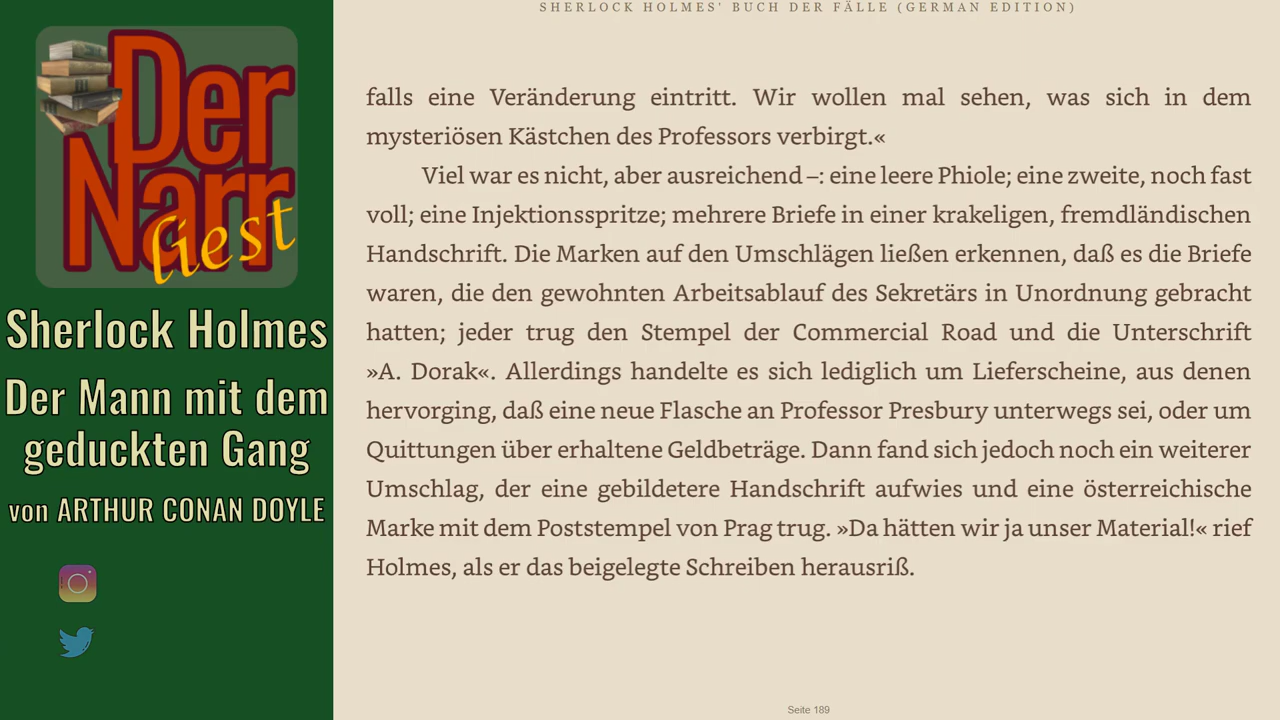 Der
Narr
liest
Sherlock Holmes
Der Mann mit dem
geduckten Gang
von ARTHUR CONAN DOYLE
SHERLOCK HOLMES' BUCH DER FÄLLE (GERMAN EDITION)
falls eine Veränderung eintritt. Wir wollen mal sehen, was sich in dem
mysteriösen Kästchen des Professors verbirgt.«
Viel war es nicht, aber ausreichend –: eine leere Phiole; eine zweite, noch fast
voll; eine Injektionsspritze; mehrere Briefe in einer krakeligen, fremdländischen
Handschrift. Die Marken auf den Umschlägen ließen erkennen, daß es die Briefe
waren, die den gewohnten Arbeitsablauf des Sekretärs in Unordnung gebracht
hatten; jeder trug den Stempel der Commercial Road und die Unterschrift
»A. Dorak«. Allerdings handelte es sich lediglich um Lieferscheine, aus denen
hervorging, daß eine neue Flasche an Professor Presbury unterwegs sei, oder um
Quittungen über erhaltene Geldbeträge. Dann fand sich jedoch noch ein weiterer
Umschlag, der eine gebildetere Handschrift aufwies und eine österreichische
Marke mit dem Poststempel von Prag trug. »Da hätten wir ja unser Material!« rief
Holmes, als er das beigelegte Schreiben herausriß.
Seite 189